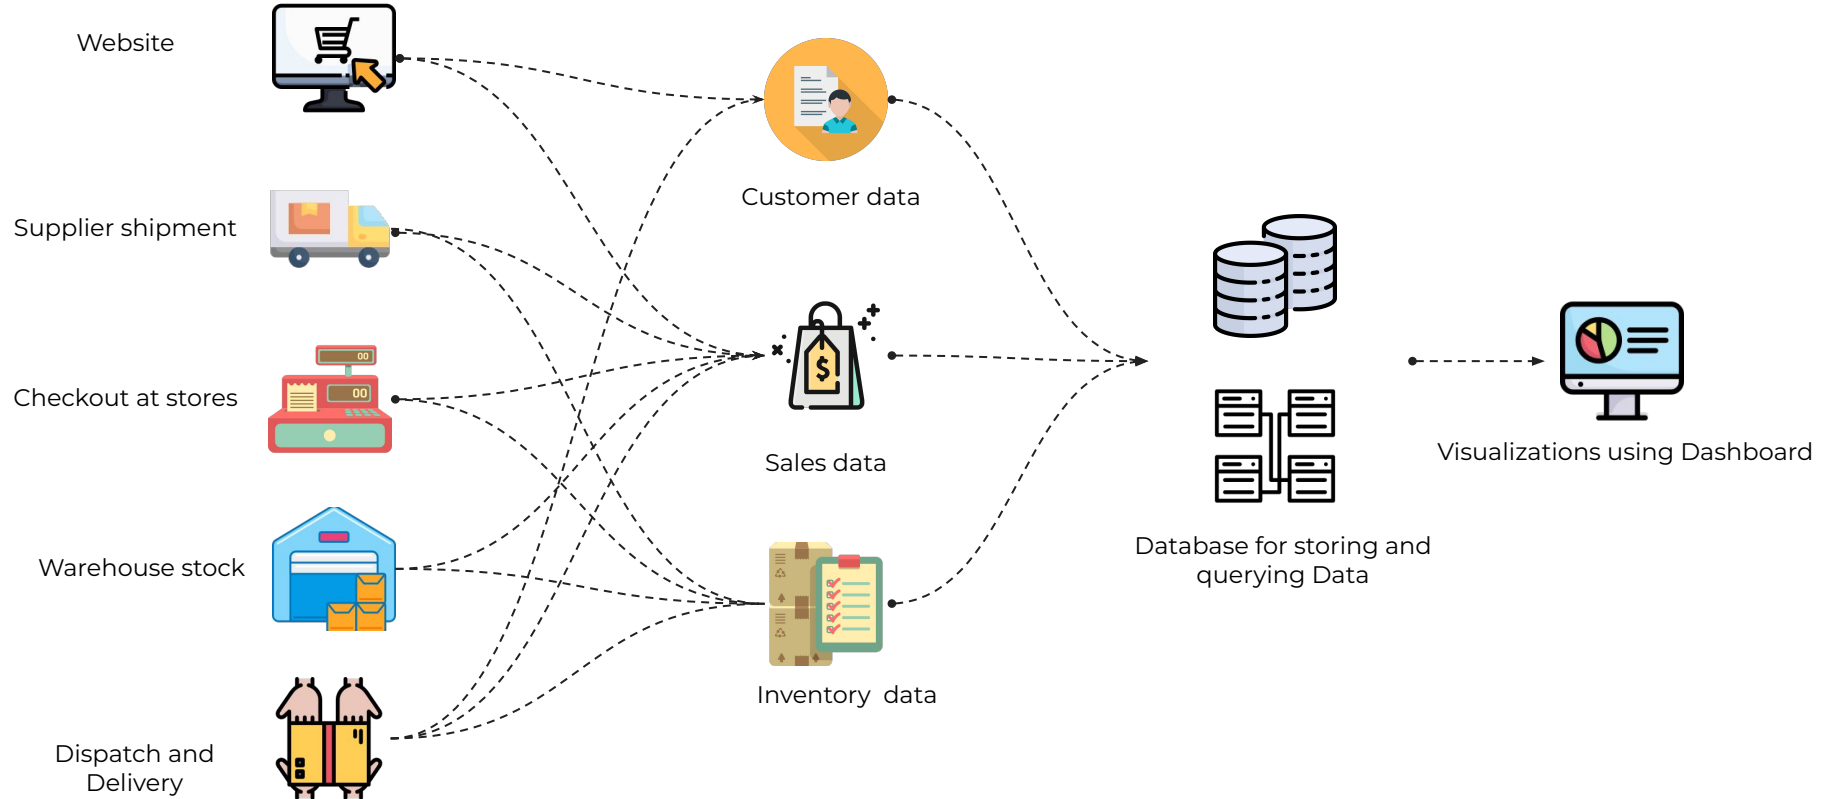 Website
Supplier shipment
Checkout at stores
Warehouse stock
Dispatch and
Delivery
00
00
Customer data
$
Sales data
Inventory data
Database for storing and
querying Data
Visualizations using Dashboard